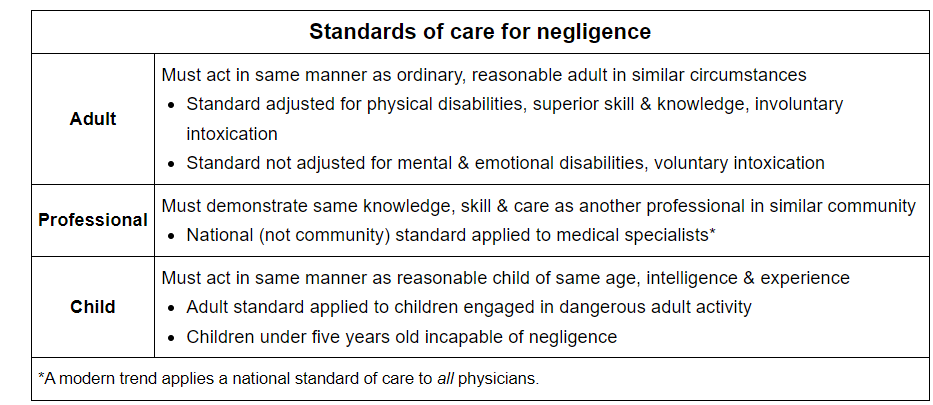 Standards of care for negligence
Adult
Must act in same manner as ordinary, reasonable adult in similar circumstances
• Standard adjusted for physical disabilities, superior skill & knowledge, involuntary
intoxication
• Standard not adjusted for mental & emotional disabilities, voluntary intoxication
Professional
Must demonstrate same knowledge, skill & care as another professional in similar community
• National (not community) standard applied to medical specialists*
Child
Must act in same manner as reasonable child of same age, intelligence & experience
• Adult standard applied to children engaged in dangerous adult activity
• Children under five years old incapable of negligence
*A modern trend applies a national standard of care to all physicians.